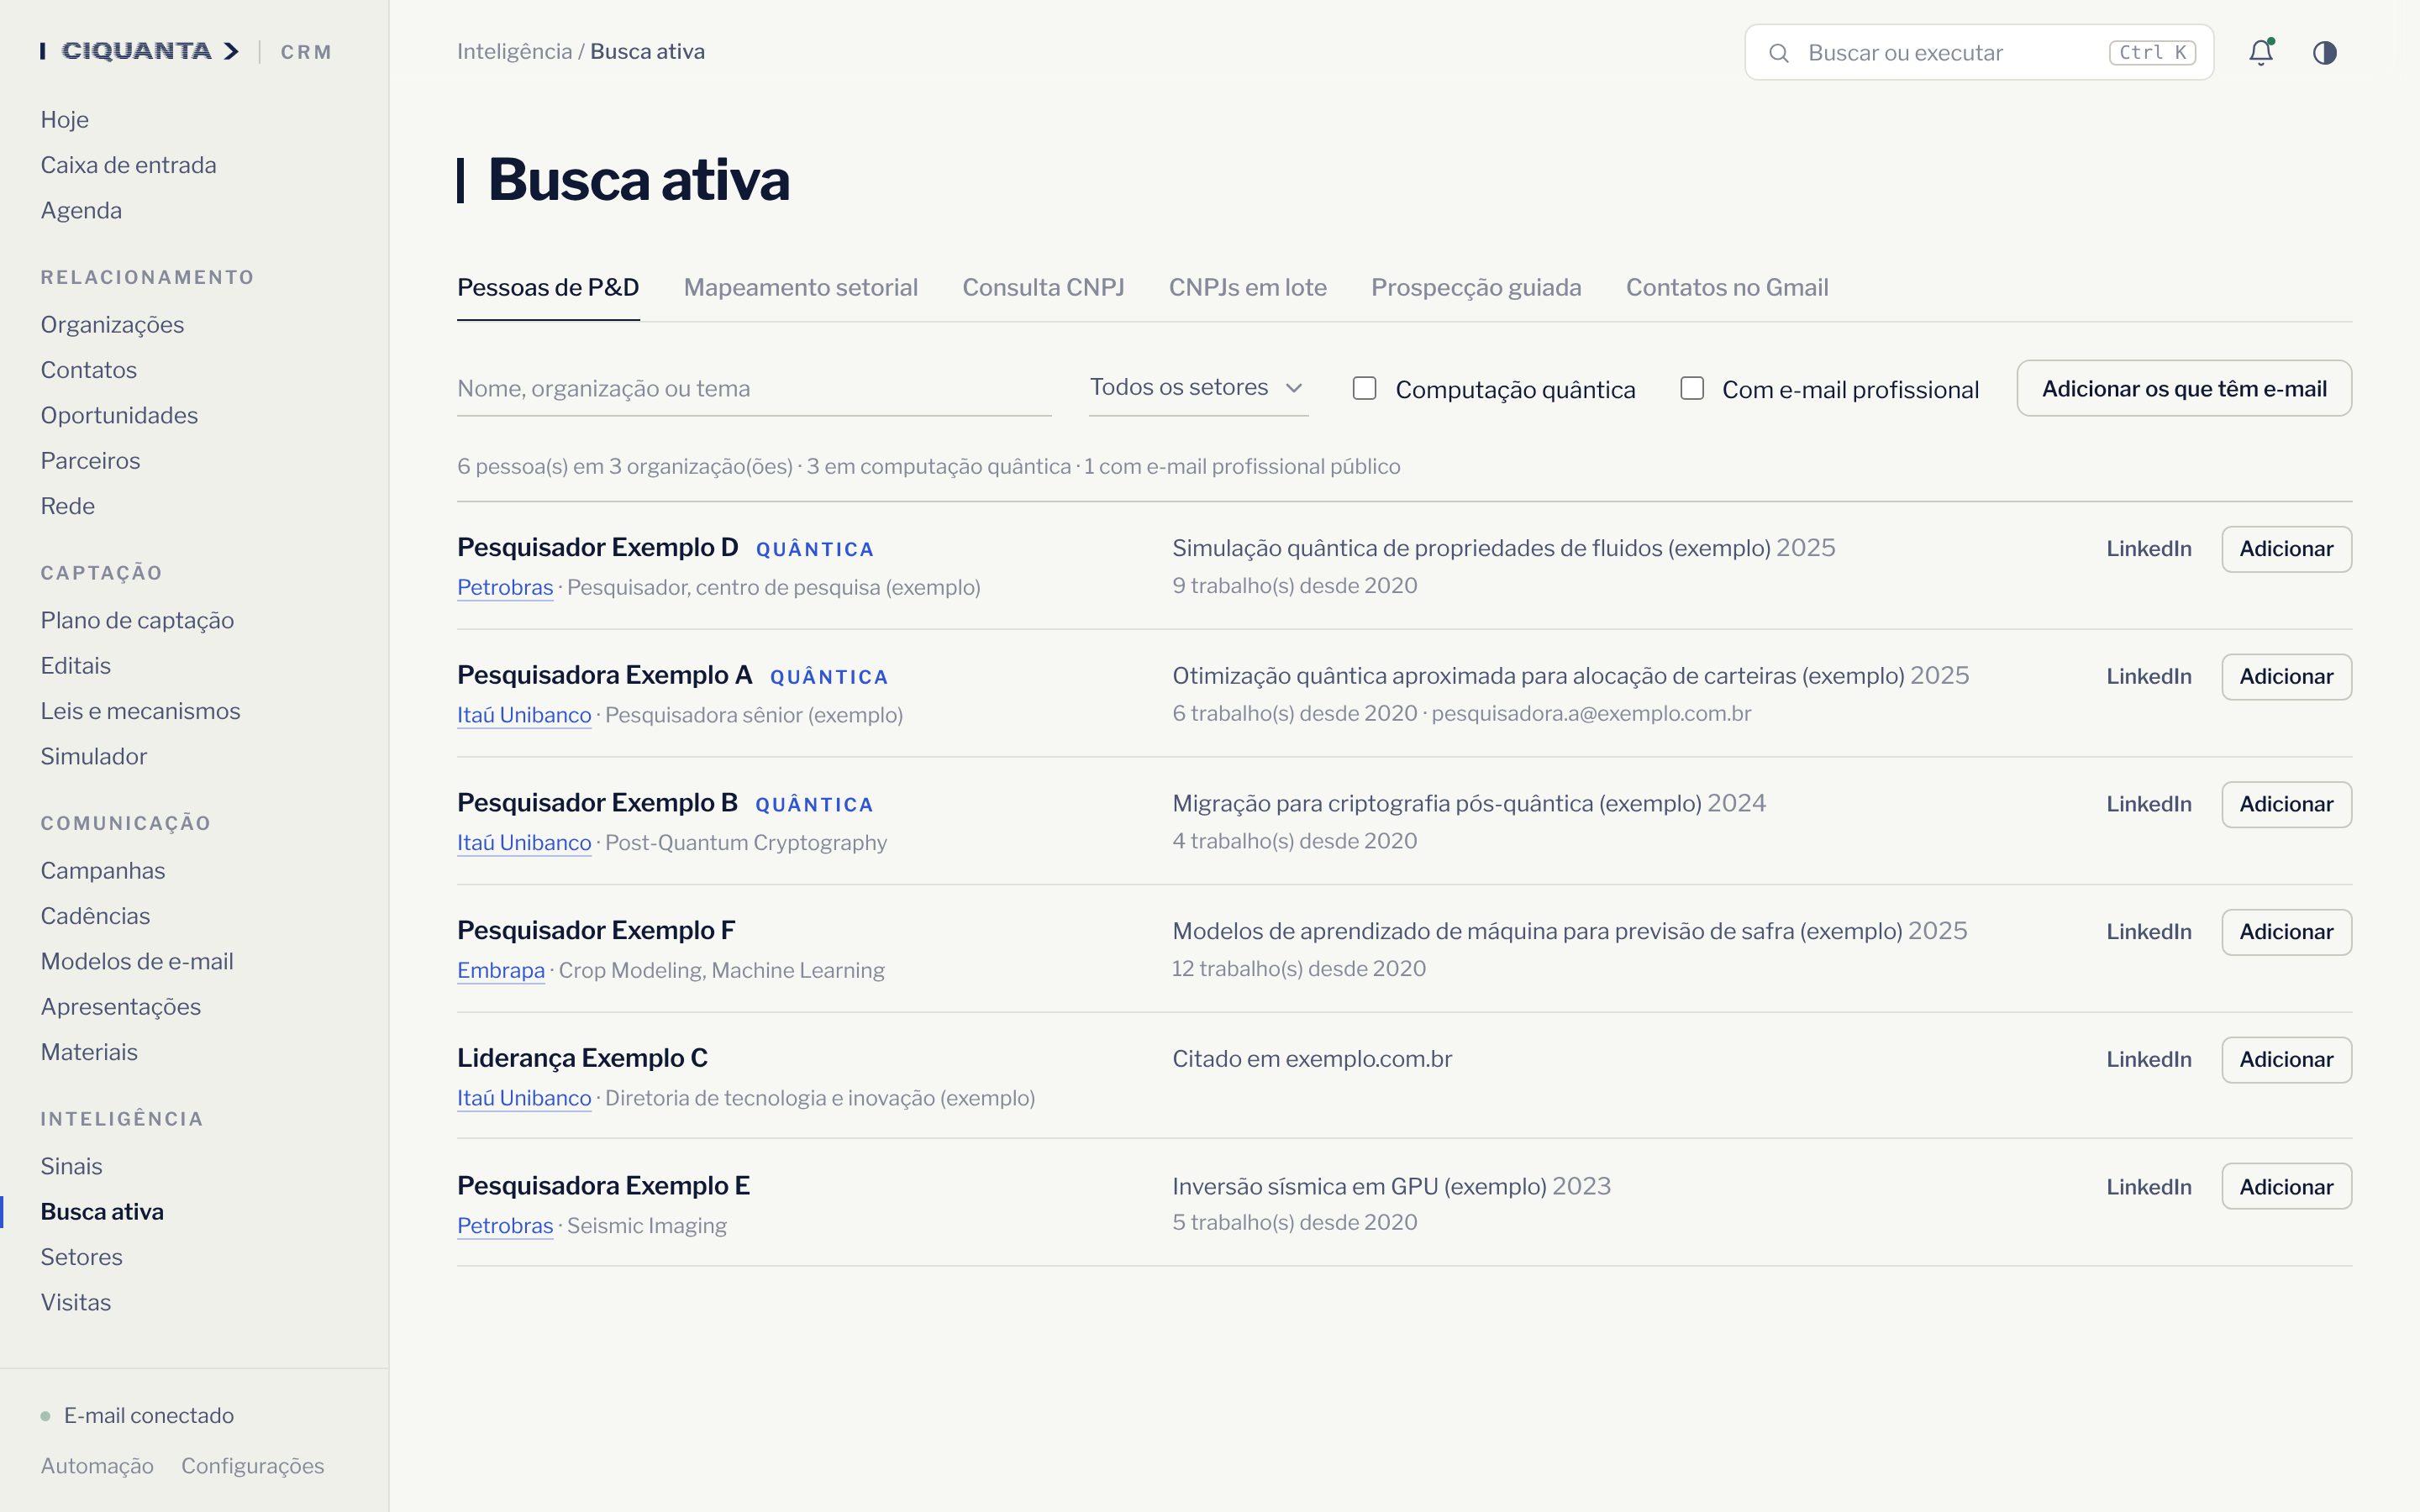 CIQUANTA CRM
Hoje
Caixa de entrada
Agenda
RELACIONAMENTO
Organizações
Contatos
Oportunidades
Parceiros
Rede
CAPTAÇÃO
Plano de captação
Editais
Leis e mecanismos
Simulador
COMUNICAÇÃO
Campanhas
Cadências
Modelos de e-mail
Apresentações
Materiais
INTELIGÊNCIA
Sinais
Busca ativa
Setores
Visitas
E-mail conectado
Automação Configurações
Inteligência / Busca ativa
Buscar ou executar Ctrl K
Busca ativa
Pessoas de P&D Mapeamento setorial Consulta CNPJ CNPJs em lote Prospecção guiada Contatos no Gmail
Nome, organização ou tema Todos os setores Computação quântica Com e-mail profissional Adicionar os que têm e-mail
6 pessoa(s) em 3 organização(ões) · 3 em computação quântica · 1 com e-mail profissional público
Pesquisador Exemplo D QUÂNTICA Simulação quântica de propriedades de fluidos (exemplo) 2025 LinkedIn Adicionar
Petrobras · Pesquisador, centro de pesquisa (exemplo) 9 trabalho(s) desde 2020
Pesquisadora Exemplo A QUÂNTICA Otimização quântica aproximada para alocação de carteiras (exemplo) 2025 LinkedIn Adicionar
Itaú Unibanco · Pesquisadora sênior (exemplo) 6 trabalho(s) desde 2020 · pesquisadora.a@exemplo.com.br
Pesquisador Exemplo B QUÂNTICA Migração para criptografia pós-quântica (exemplo) 2024 LinkedIn Adicionar
Itaú Unibanco · Post-Quantum Cryptography 4 trabalho(s) desde 2020
Pesquisador Exemplo F Modelos de aprendizado de máquina para previsão de safra (exemplo) 2025 LinkedIn Adicionar
Embrapa · Crop Modeling, Machine Learning 12 trabalho(s) desde 2020
Liderança Exemplo C Citado em exemplo.com.br LinkedIn Adicionar
Itaú Unibanco · Diretoria de tecnologia e inovação (exemplo)
Pesquisadora Exemplo E Inversão sísmica em GPU (exemplo) 2023 LinkedIn Adicionar
Petrobras · Seismic Imaging 5 trabalho(s) desde 2020